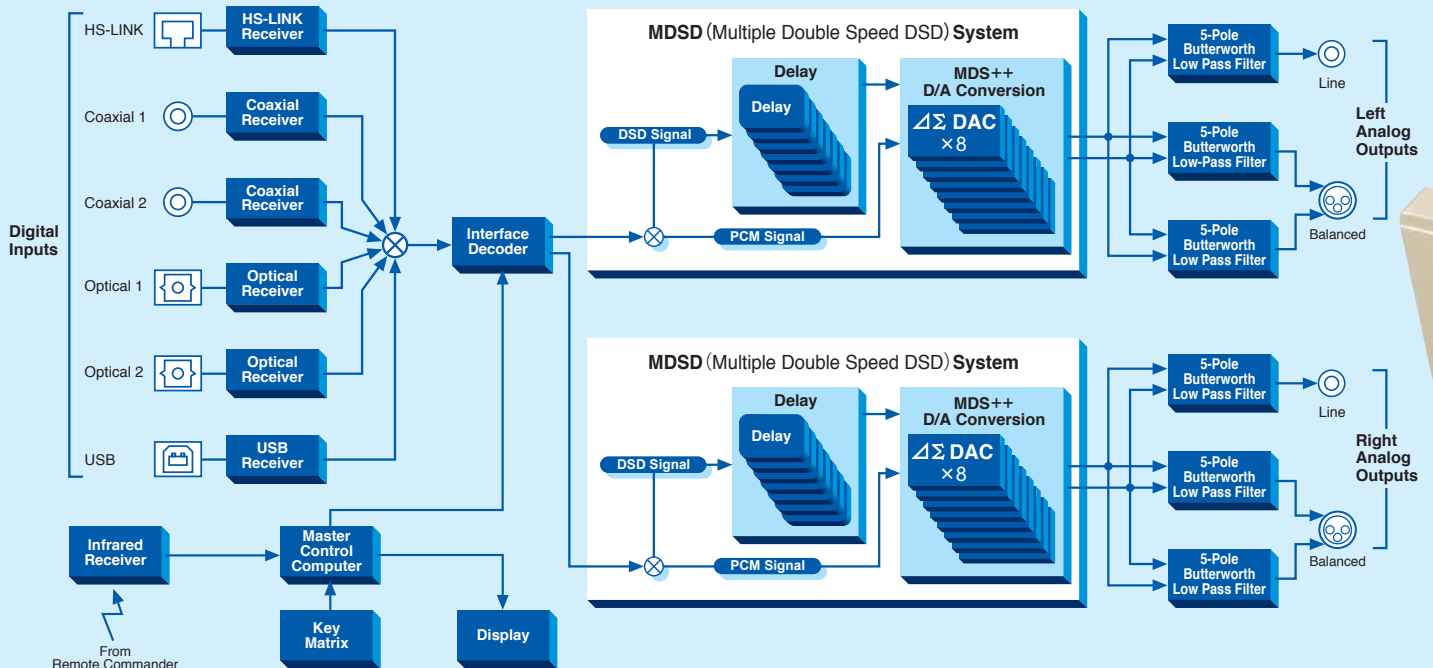 Digital
Inputs
HS-LINK
HS-LINK
Receiver
Coaxial 1
Coaxial
Receiver
Coaxial 2
Coaxial
Receiver
Optical 1
Optical
Receiver
Optical 2
Optical
Receiver
USB
USB
Receiver
Interface
Decoder
Infrared
Receiver
From
Remote Commander
Master
Control
Computer
Key
Matrix
Display
MDSD (Multiple Double Speed DSD) System
DSD Signal
Delay
Delay
MDS++
D/A Conversion
⊿Σ DAC
×8
PCM Signal
5-Pole
Butterworth
Low Pass Filter
Line
5-Pole
Butterworth
Low-Pass Filter
Balanced
5-Pole
Butterworth
Low Pass Filter
Left
Analog
Outputs
MDSD (Multiple Double Speed DSD) System
DSD Signal
Delay
Delay
MDS++
D/A Conversion
⊿Σ DAC
×8
PCM Signal
5-Pole
Butterworth
Low Pass Filter
Line
5-Pole
Butterworth
Low Pass Filter
Balanced
5-Pole
Butterworth
Low Pass Filter
Right
Analog
Outputs